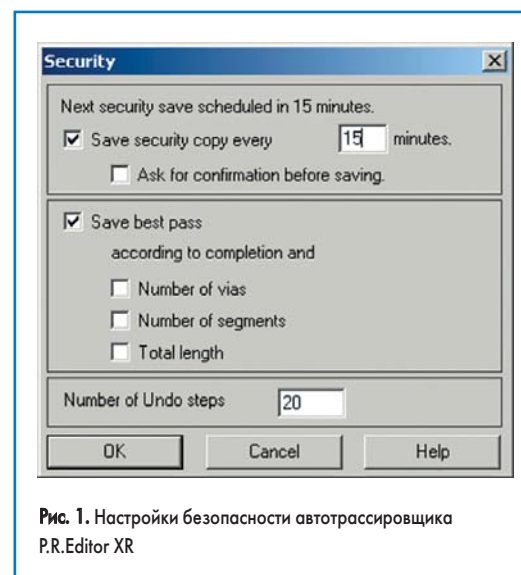 Security
Next security save scheduled in 15 minutes.
Save security copy every 15 minutes.
Ask for confirmation before saving.
Save best pass
according to completion and
Number of vias
Number of segments
Total length
Number of Undo steps 20
OK Cancel Help
Рис. 1. Настройки безопасности автотрассировщика
P.R.Editor XR